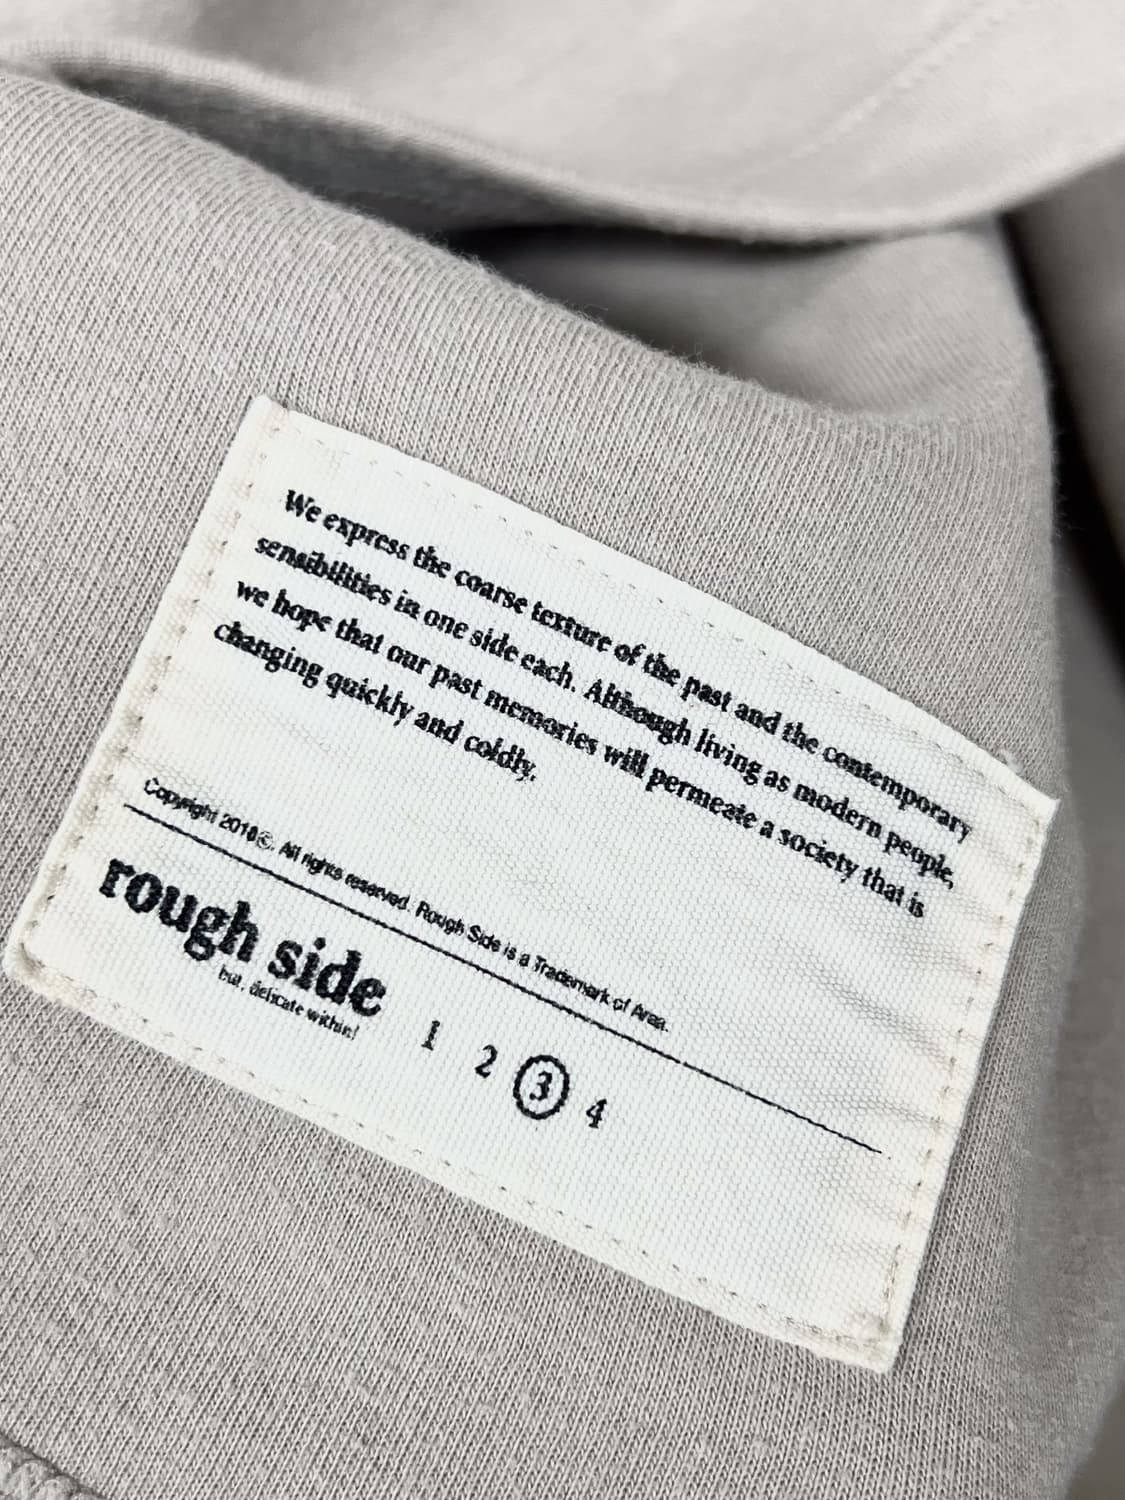 We express the coarse texture of the past and the contemporary
sensibilities in one side each. Although living as modern people,
we hope that our past memories will permeate a society that is
changing quickly and coldly.
Copyright 2018©. All rights reserved. Rough Side is a Trademark of Area.
rough side
but, delicate within!
1 2 3 4